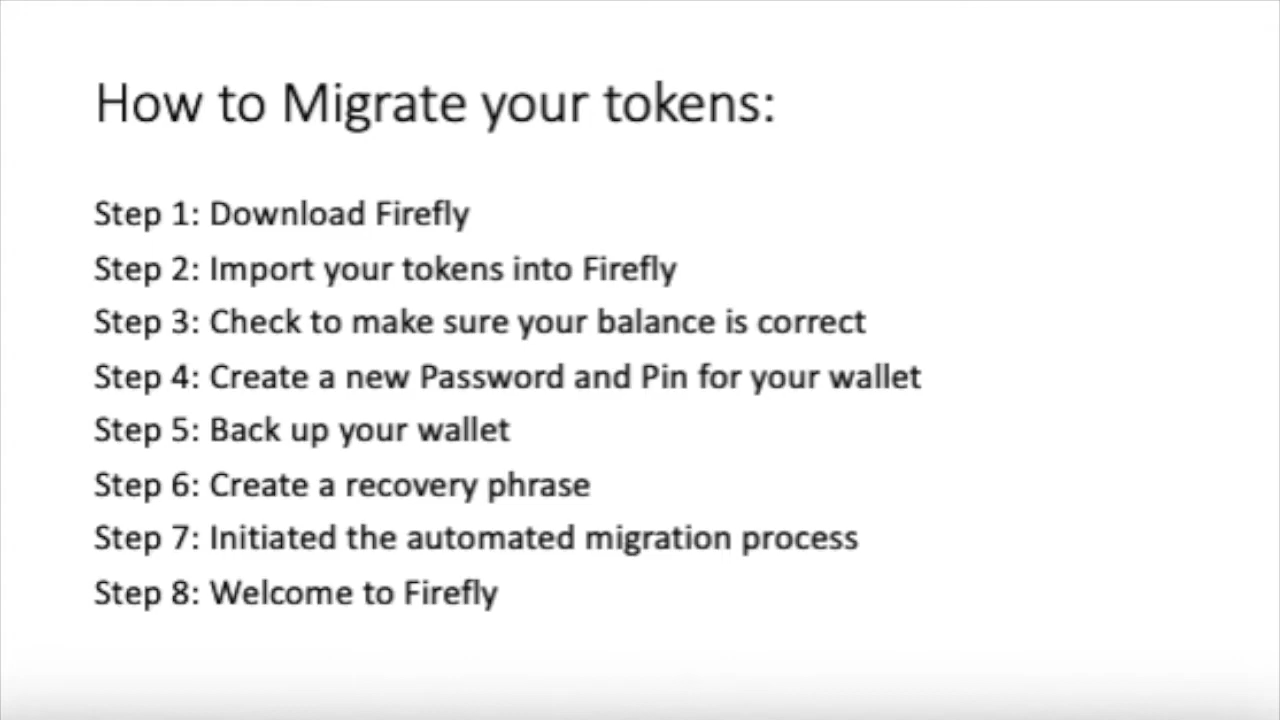 How to Migrate your tokens:
Step 1: Download Firefly
Step 2: Import your tokens into Firefly
Step 3: Check to make sure your balance is correct
Step 4: Create a new Password and Pin for your wallet
Step 5: Back up your wallet
Step 6: Create a recovery phrase
Step 7: Initiated the automated migration process
Step 8: Welcome to Firefly